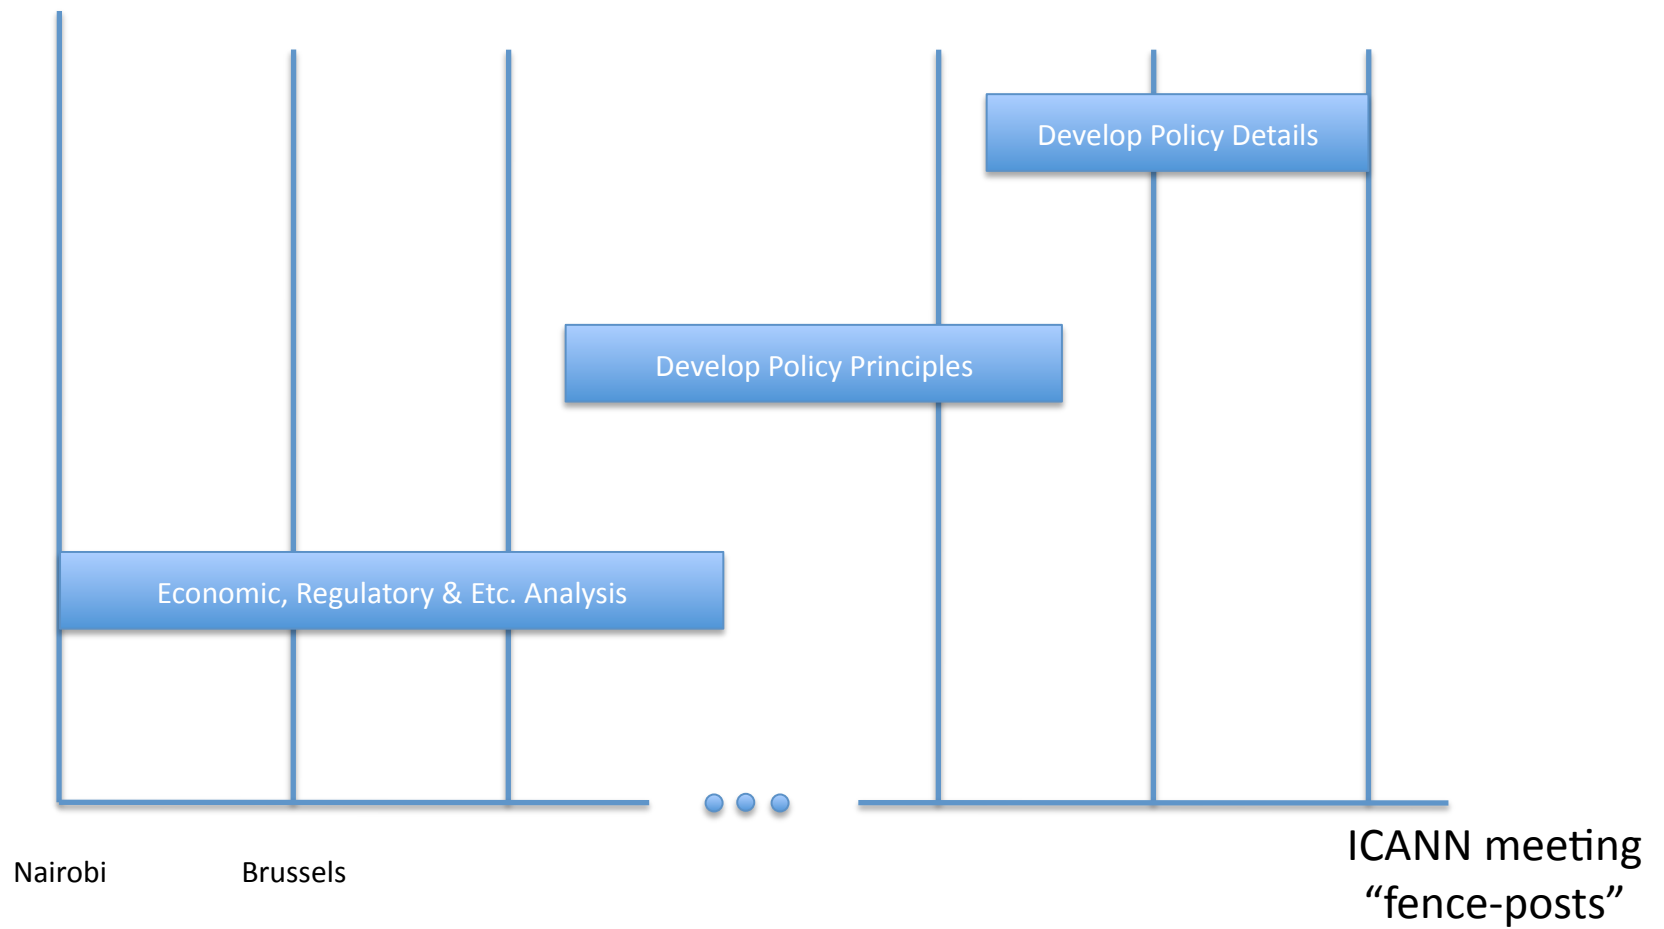 Develop Policy Details
Develop Policy Principles
Economic, Regulatory & Etc. Analysis
Nairobi
Brussels
ICANN meeting
“fence-posts”